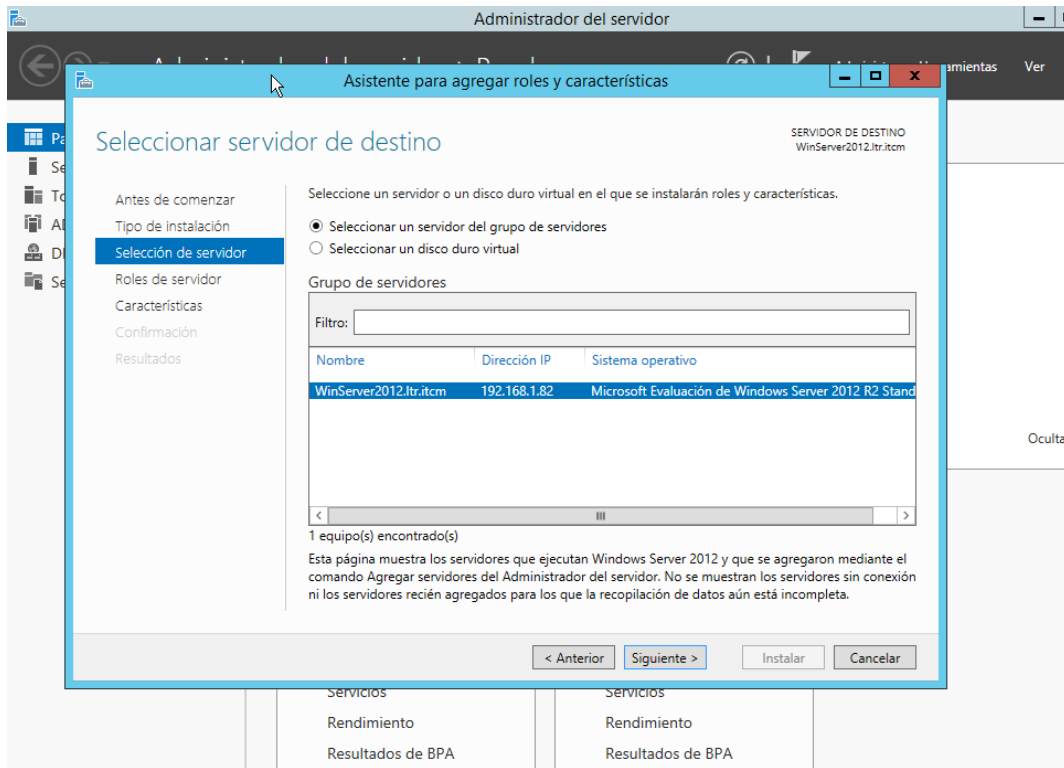 Administrador del servidor
Ver
Asistente para agregar roles y características
Seleccionar servidor de destino
SERVIDOR DE DESTINO
WinServer2012.ltr.itcm
Antes de comenzar
Tipo de instalación
Selección de servidor
Roles de servidor
Características
Confirmación
Resultados
Seleccione un servidor o un disco duro virtual en el que se instalarán roles y características.
Seleccionar un servidor del grupo de servidores
Seleccionar un disco duro virtual
Grupo de servidores
Filtro:
Nombre Dirección IP Sistema operativo
WinServer2012.ltr.itcm 192.168.1.82 Microsoft Evaluación de Windows Server 2012 R2 Stand
1 equipo(s) encontrado(s)
Esta página muestra los servidores que ejecutan Windows Server 2012 y que se agregaron mediante el
comando Agregar servidores del Administrador del servidor. No se muestran los servidores sin conexión
ni los servidores recién agregados para los que la recopilación de datos aún está incompleta.
< Anterior Siguiente > Instalar Cancelar
Oculta
Servicios Servicios
Rendimiento Rendimiento
Resultados de BPA Resultados de BPA